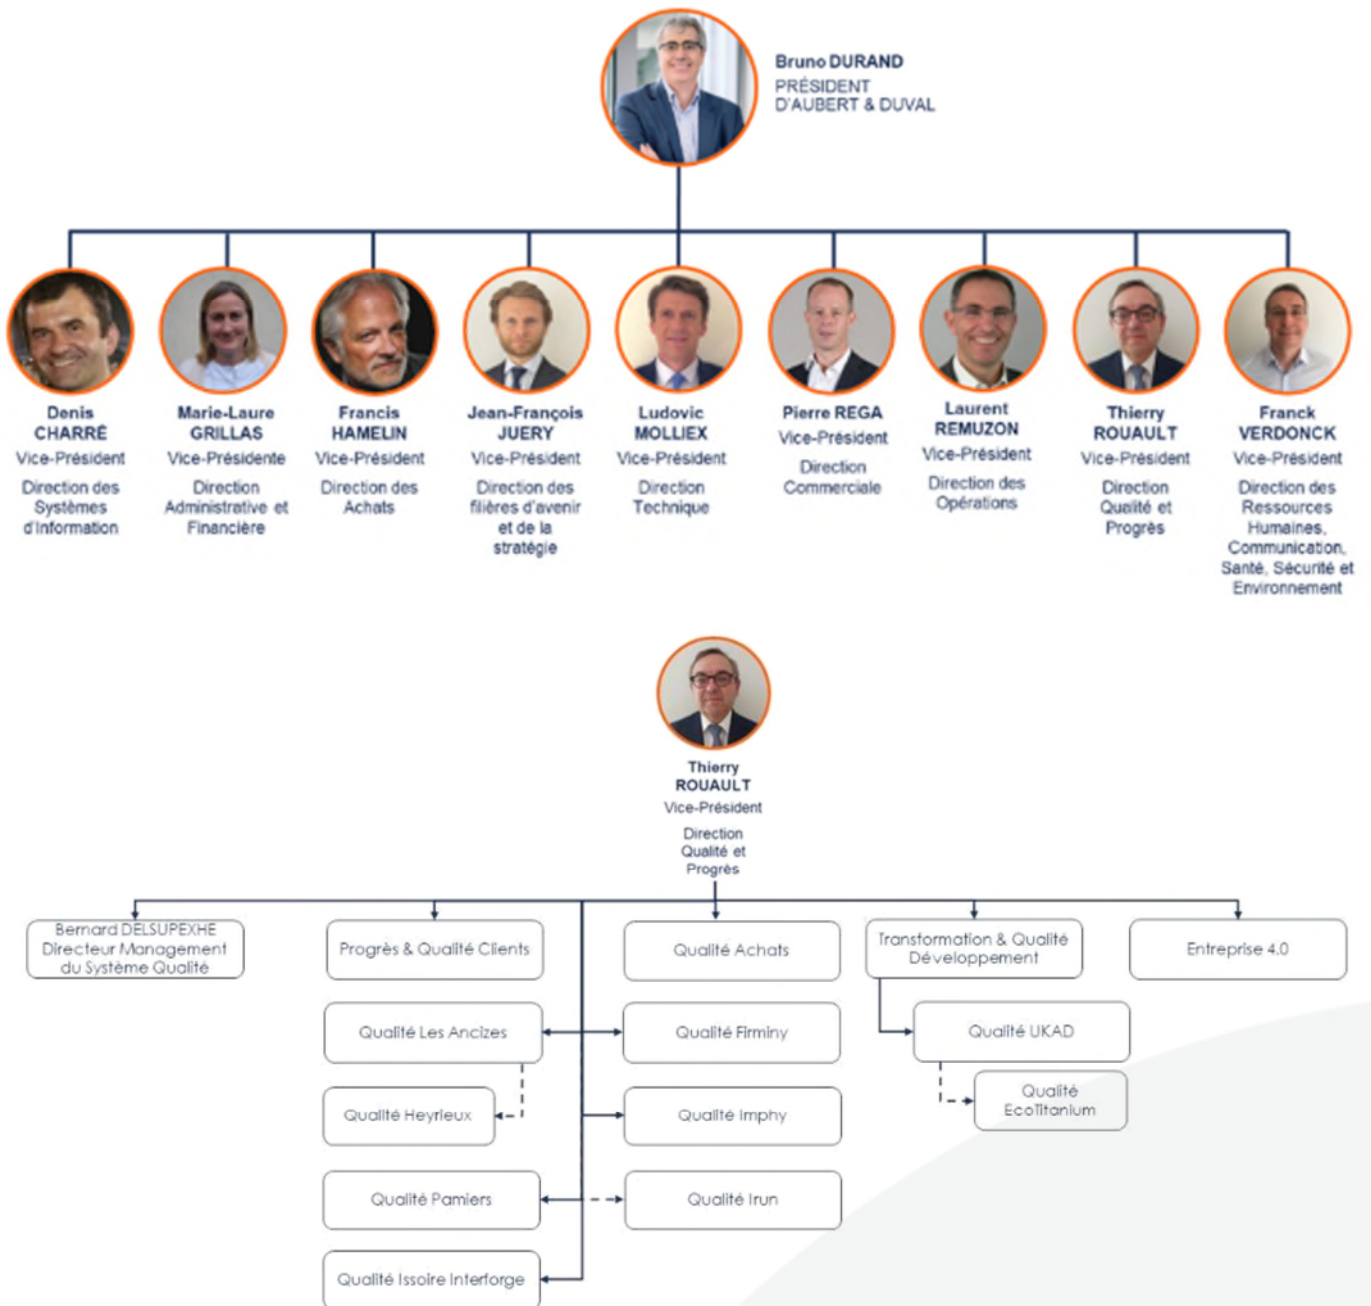 Bruno DURAND
PRÉSIDENT
D'AUBERT & DUVAL
Denis
CHARRÉ
Vice-Président
Direction des
Systèmes
d'Information
Marie-Laure
GRILLAS
Vice-Présidente
Direction
Administrative et
Financière
Francis
HAMELIN
Vice-Président
Direction des
Achats
Jean-François
JUERY
Vice-Président
Direction des
filières d'avenir
et de la
stratégie
Ludovic
MOLLIEX
Vice-Président
Direction
Technique
Pierre REGA
Vice-Président
Direction
Commerciale
Laurent
REMUZON
Vice-Président
Direction des
Opérations
Thierry
ROUAULT
Vice-Président
Direction
Qualité et
Progrès
Franck
VERDONCK
Vice-Président
Direction des
Ressources
Humaines,
Communication,
Santé, Sécurité et
Environnement
Thierry
ROUAULT
Vice-Président
Direction
Qualité et
Progrès
Bernard DELSUPEXHE
Directeur Management
du Système Qualité
Progrès & Qualité Clients
Qualité Achats
Transformation & Qualité
Développement
Entreprise 4.0
Qualité Les Ancizes
Qualité Firminy
Qualité UKAD
Qualité Heyrieux
Qualité Imphy
Qualité
EcoTitanium
Qualité Pamiers
Qualité Irun
Qualité Issoire Interforge